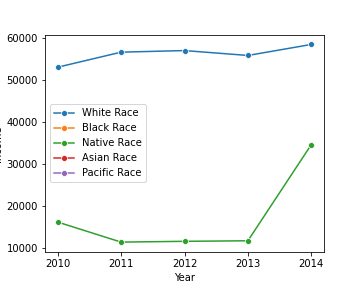 60000
50000
40000
30000
20000
10000
White Race
Black Race
Native Race
Asian Race
Pacific Race
2010 2011 2012 2013 2014
Year